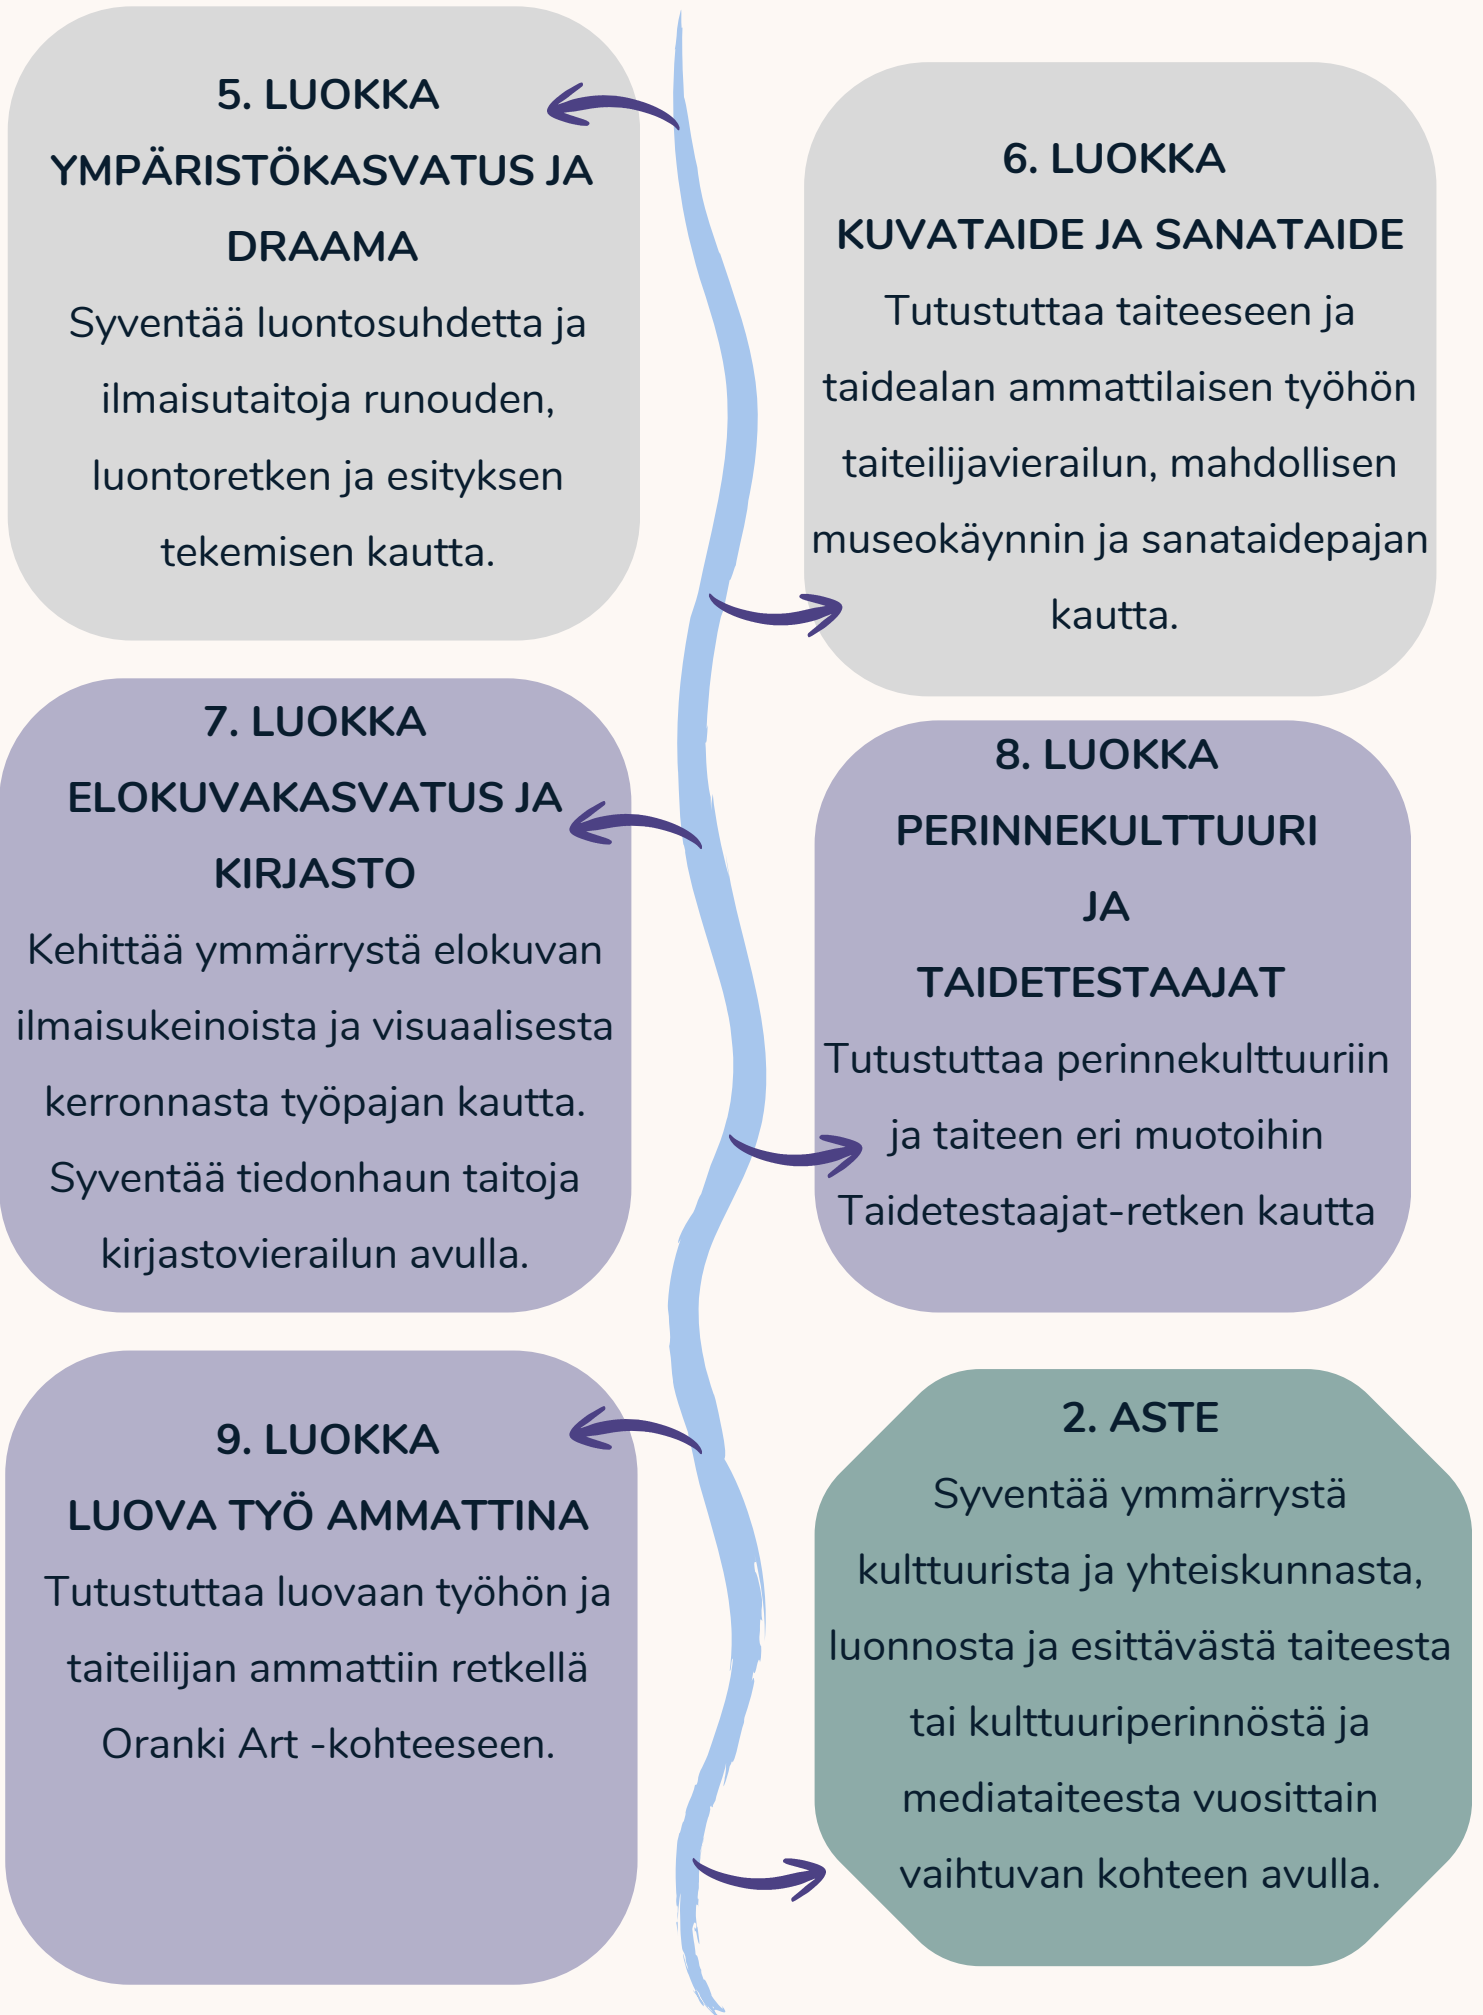 5. LUOKKA
YMPÄRISTÖKASVATUS JA
DRAAMA
Syventää luontosuhdetta ja
ilmaisutaitoja runouden,
luontoretken ja esityksen
tekemisen kautta.
6. LUOKKA
KUVATAIDE JA SANATAIDE
Tutustuttaa taiteeseen ja
taidealan ammattilaisen työhön
taiteilijavierailun, mahdollisen
museokäynnin ja sanataidepajan
kautta.
7. LUOKKA
ELOKUVAKASVATUS JA
KIRJASTO
Kehittää ymmärrystä elokuvan
ilmaisukeinoista ja visuaalisesta
kerronnasta työpajan kautta.
Syventää tiedonhaun taitoja
kirjastovierailun avulla.
8. LUOKKA
PERINNEKULTTUURI
JA
TAIDETESTAAJAT
Tutustuttaa perinnekulttuuriin
ja taiteen eri muotoihin
Taidetestaajat-retken kautta
9. LUOKKA
LUOVA TYÖ AMMATTINA
Tutustuttaa luovaan työhön ja
taiteilijan ammattiin retkellä
Oranki Art -kohteeseen.
2. ASTE
Syventää ymmärrystä
kulttuurista ja yhteiskunnasta,
luonnosta ja esittävästä taiteesta
tai kulttuuriperinnöstä ja
mediataiteesta vuosittain
vaihtuvan kohteen avulla.